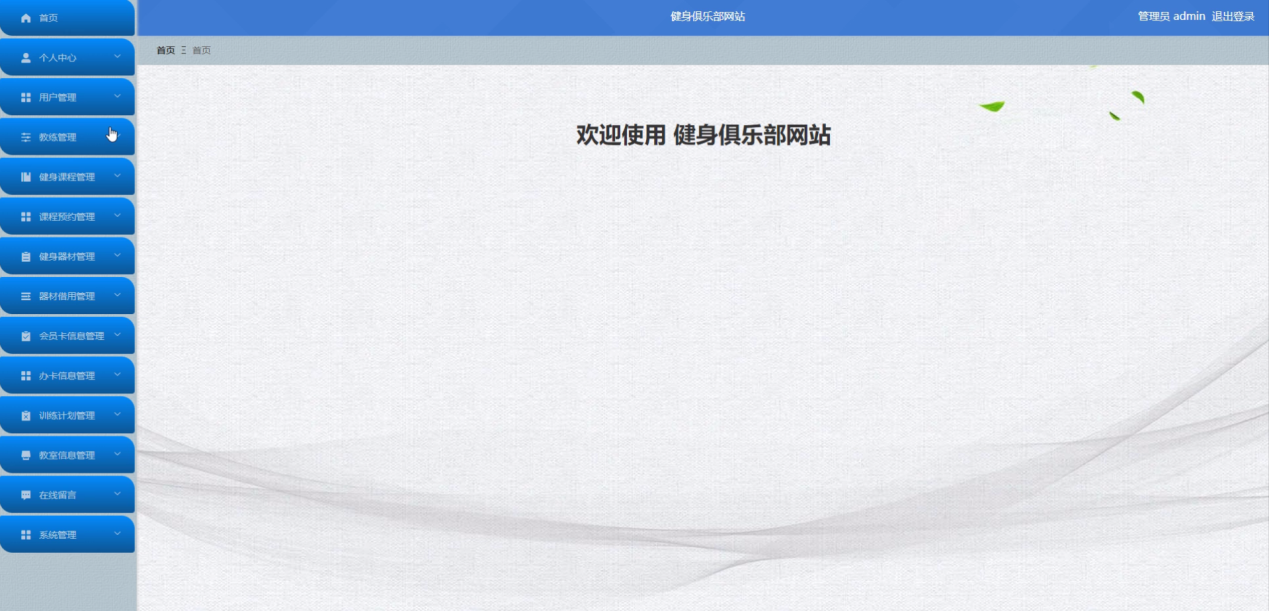 健身俱乐部网站
管理员 admin 退出登录
首页
个人中心
用户管理
教练管理
健身课程管理
课程预约管理
健身器材管理
器材借用管理
会员卡信息管理
办卡信息管理
训练计划管理
教室信息管理
在线留言
系统管理
首页 Ξ 首页
欢迎使用 健身俱乐部网站